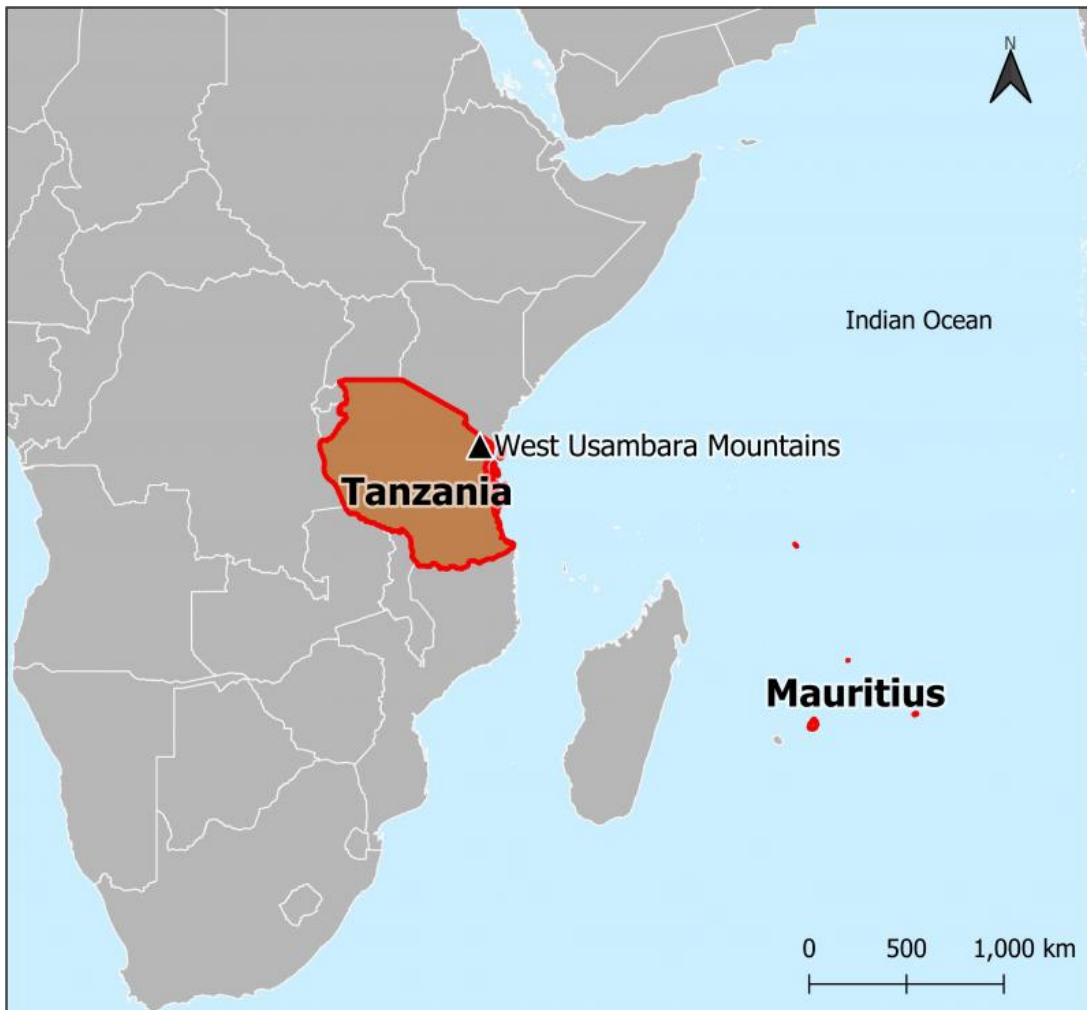 N
Indian Ocean
West Usambara Mountains
Tanzania
Mauritius
0 500 1,000 km